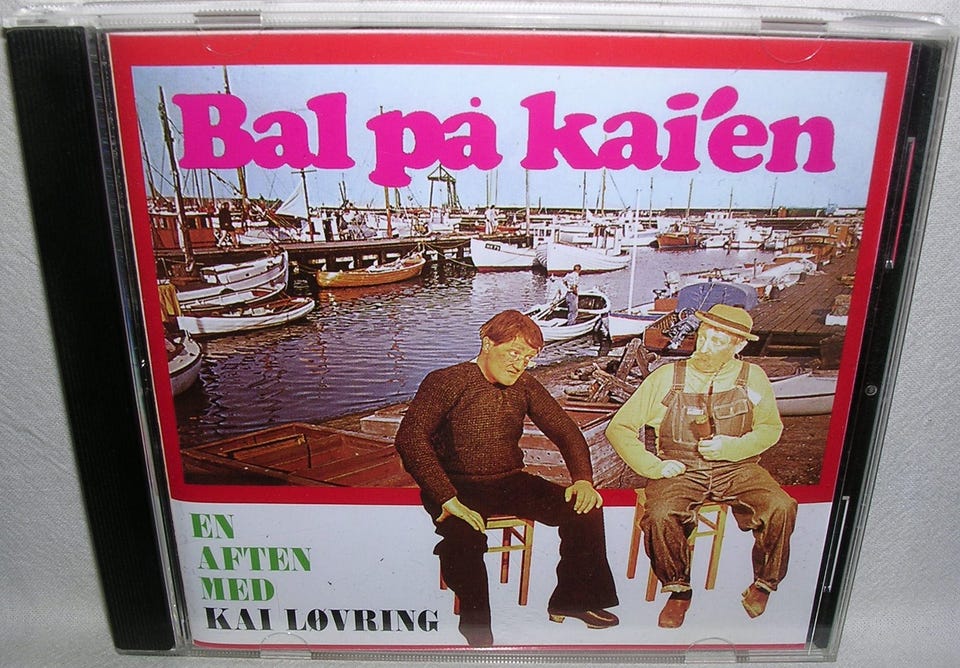 Bal på kai'en
EN
AFTEN
MED
KAI LØVRING